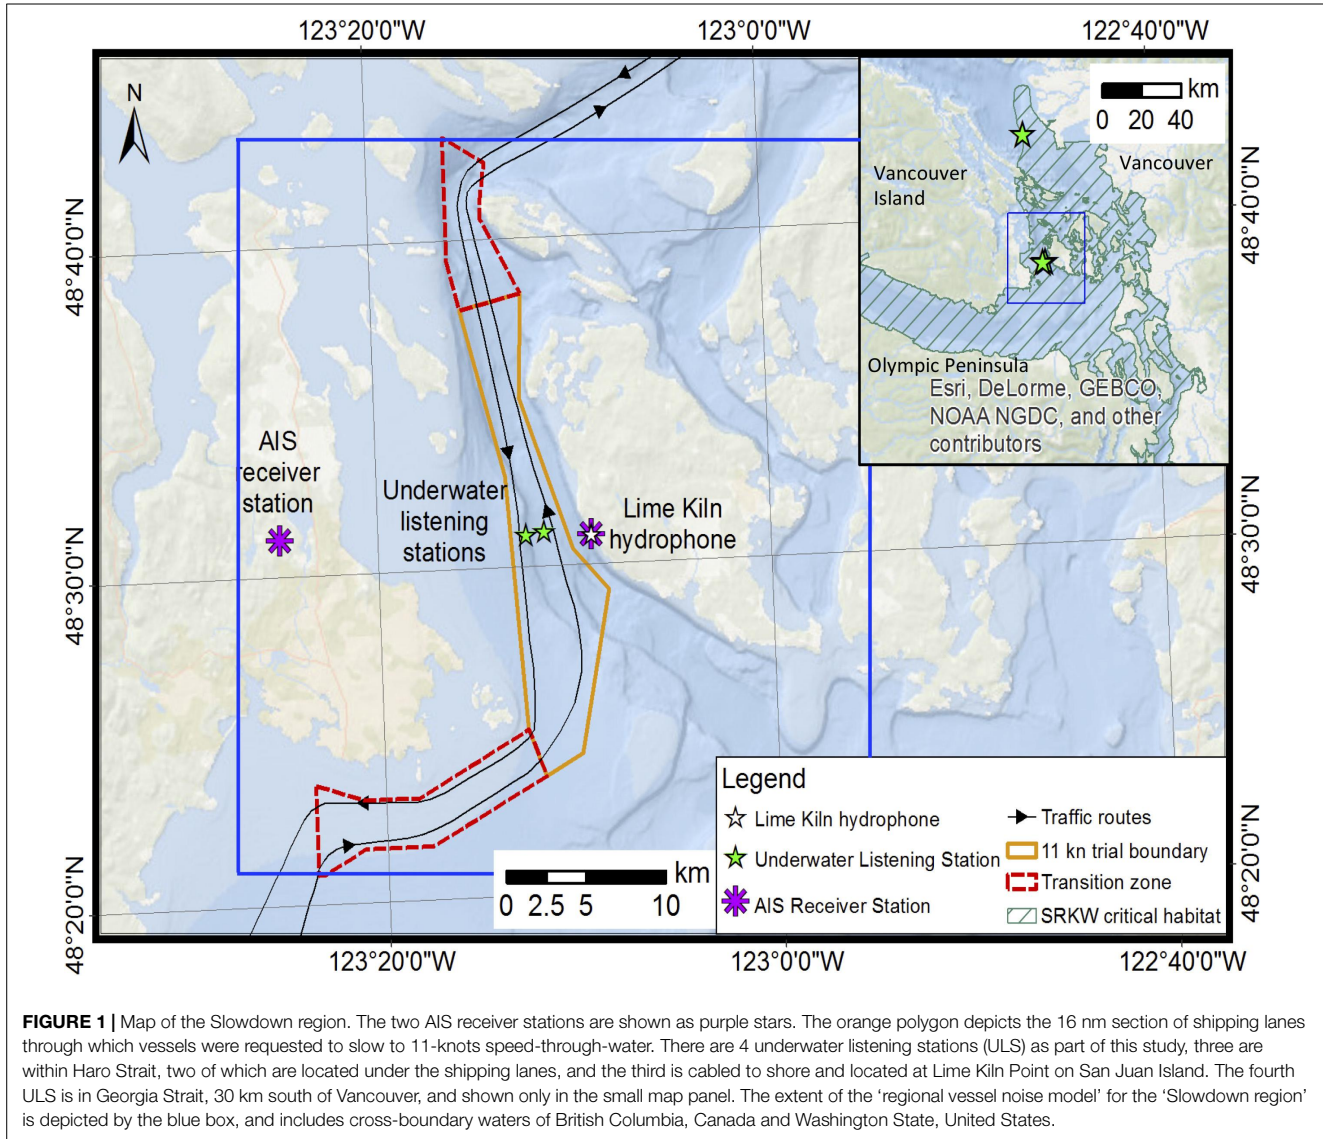 123°20'0"W
123°0'0"W
122°40'0"W
N
km
0 20 40
Vancouver
Vancouver
Island
Olympic Peninsula
Esri, DeLorme, GEBCO,
NOAA NGDC, and other
contributors
48°40'0"N
48°40'0"N
AIS
receiver
station
Underwater
listening
stations
Lime Kiln
hydrophone
48°30'0"N
48°30'0"N
km
0 2.5 5 10
Legend
Lime Kiln hydrophone
Underwater Listening Station
AIS Receiver Station
Traffic routes
11 kn trial boundary
Transition zone
SRKW critical habitat
48°20'0"N
48°20'0"N
123°20'0"W
123°0'0"W
122°40'0"W
FIGURE 1 | Map of the Slowdown region. The two AIS receiver stations are shown as purple stars. The orange polygon depicts the 16 nm section of shipping lanes
through which vessels were requested to slow to 11-knots speed-through-water. There are 4 underwater listening stations (ULS) as part of this study, three are
within Haro Strait, two of which are located under the shipping lanes, and the third is cabled to shore and located at Lime Kiln Point on San Juan Island. The fourth
ULS is in Georgia Strait, 30 km south of Vancouver, and shown only in the small map panel. The extent of the ‘regional vessel noise model’ for the ‘Slowdown region’
is depicted by the blue box, and includes cross-boundary waters of British Columbia, Canada and Washington State, United States.